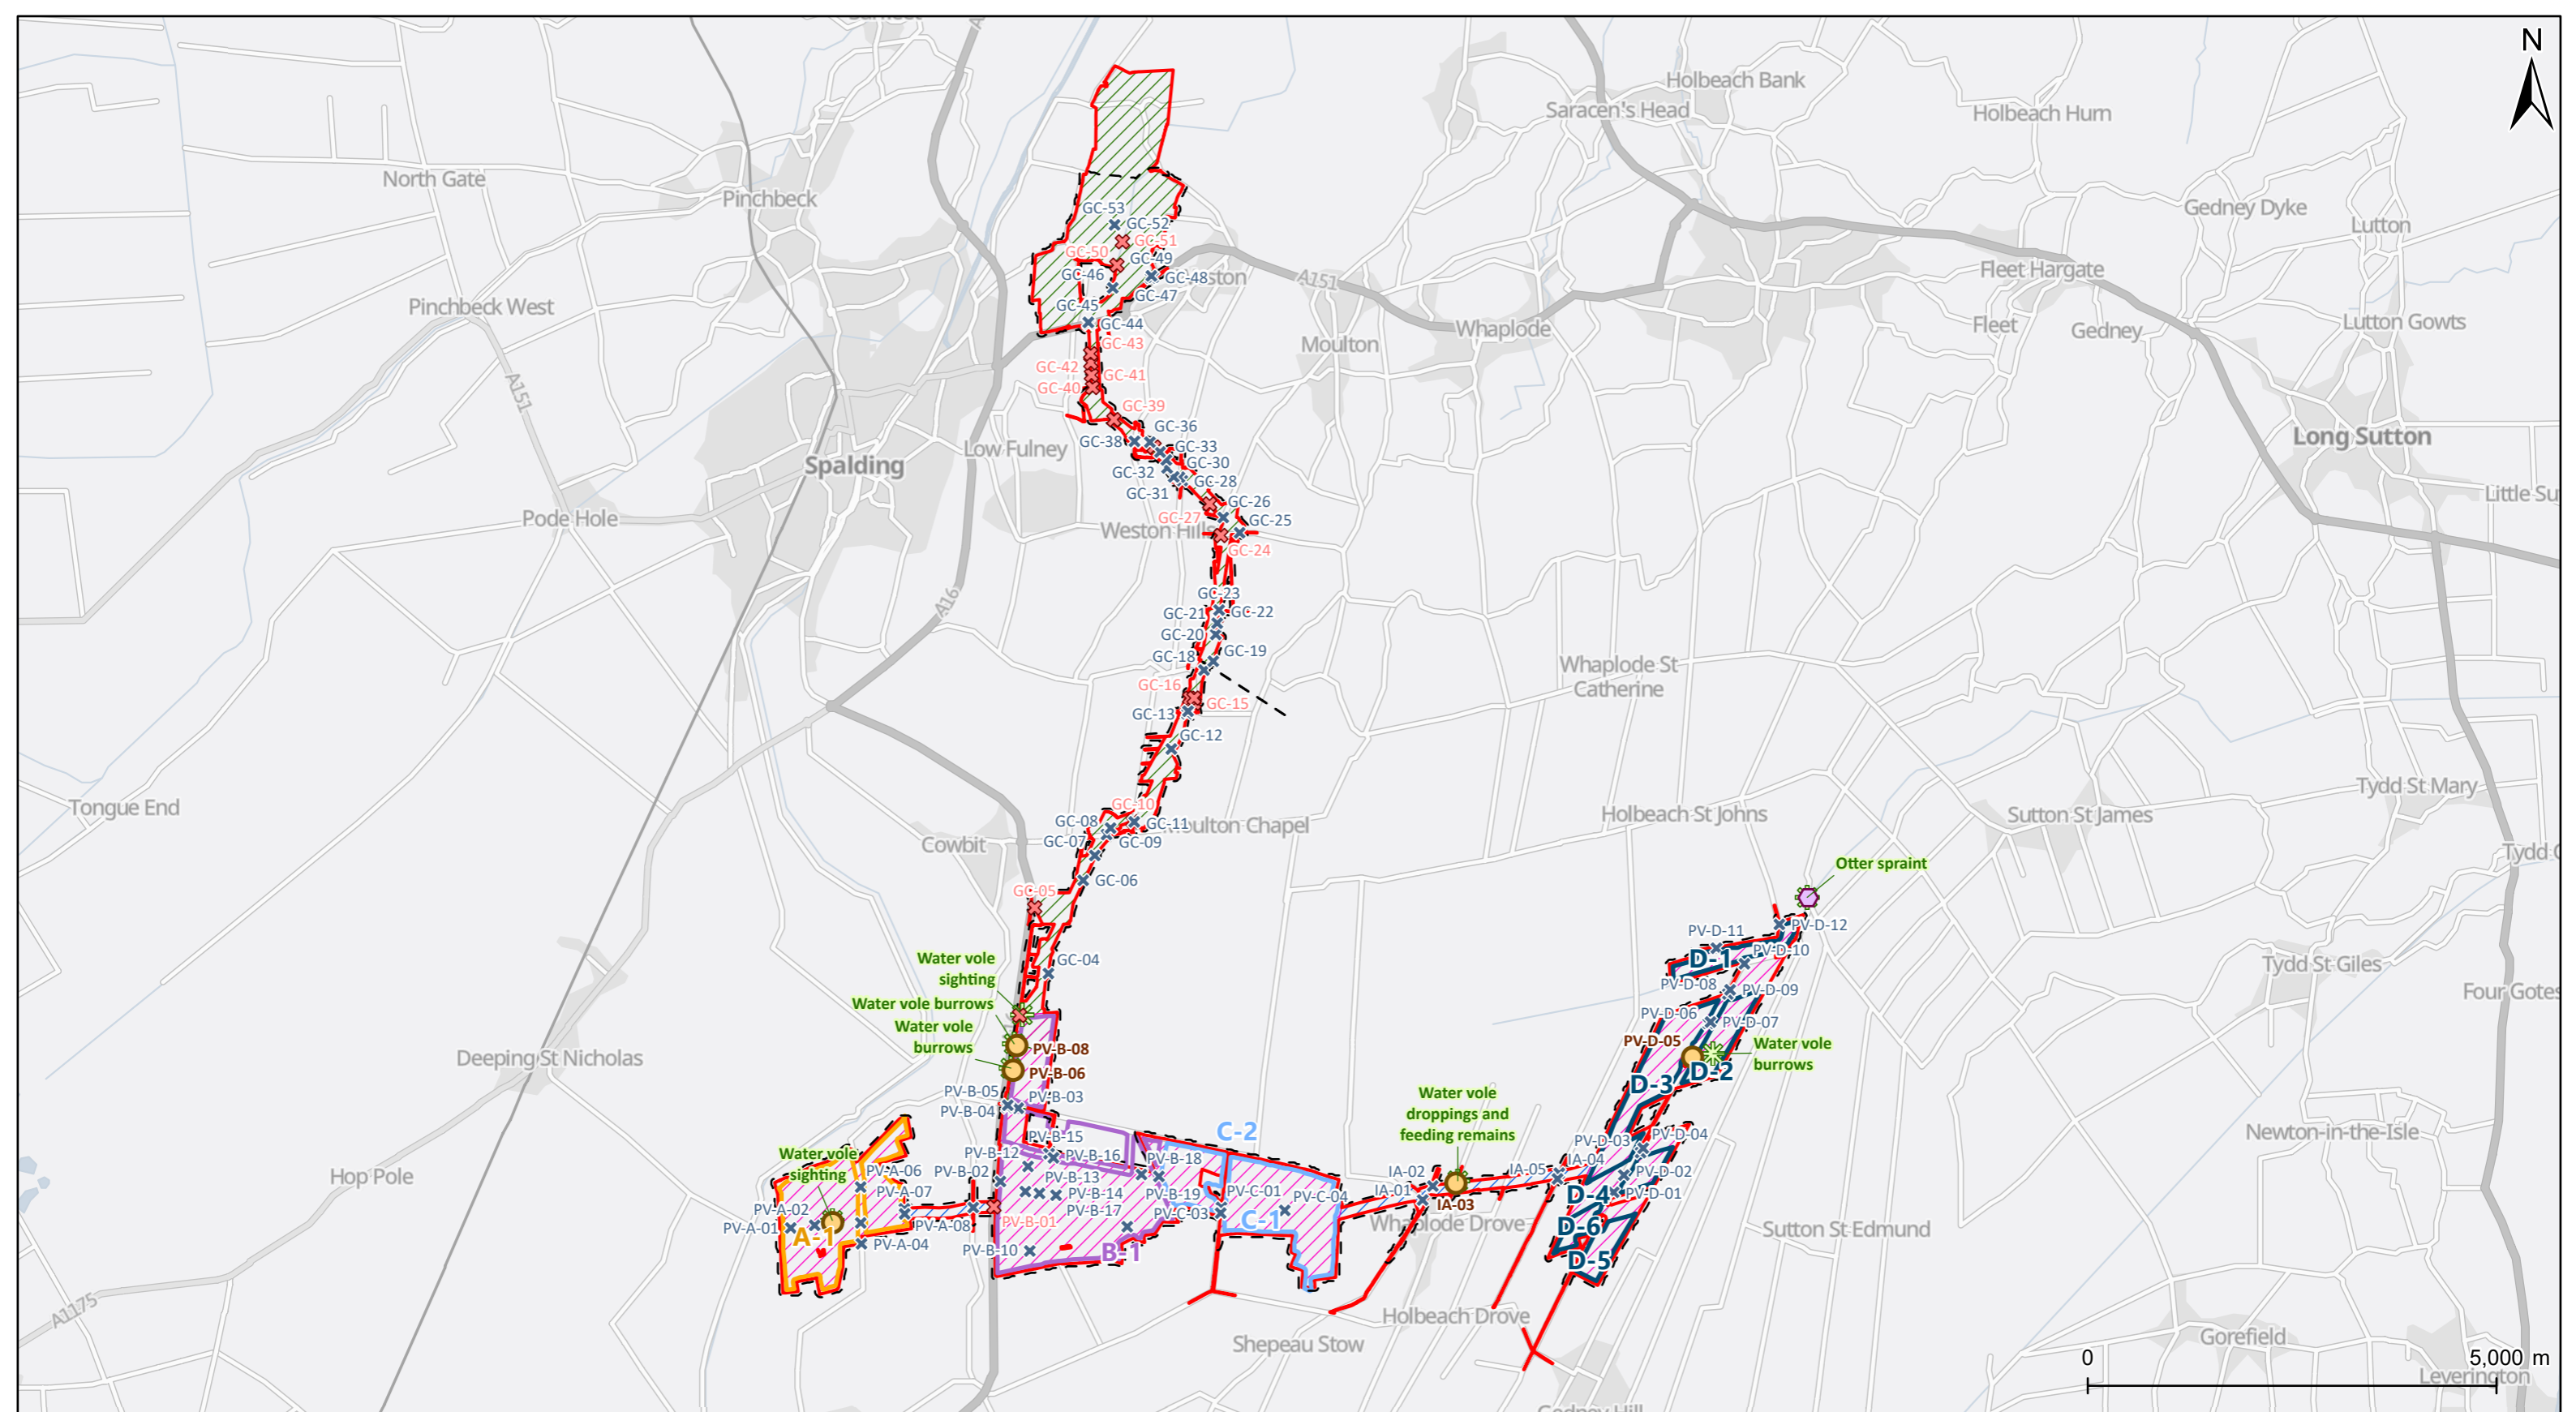 N
Holbeach Bank
Saracen's Head
Holbeach Hurn
North Gate
Pinchbeck
Gedney Dyke
Lutton
GC-53
GC-52
GC-51
GC-50
GC-49
GC-46
GC-48
GC-47
GC-45
GC-44
A151
Fleet Hargate
Pinchbeck West
Whaplode
Fleet
Gedney
Lutton Gowts
Moulton
GC-43
GC-42
GC-41
GC-40
A151
GC-39
GC-36
GC-38
GC-33
GC-30
GC-32
GC-28
GC-31
Low Fulney
Spalding
Long Sutton
GC-26
GC-27
GC-25
Weston Hills
GC-24
Pode Hole
A16
GC-23
GC-21
GC-22
GC-20
GC-19
GC-18
Whaplode St
Catherine
GC-16
GC-15
GC-13
GC-12
Tongue End
Tydd St Mary
GC-10
GC-08
GC-11
Moulton Chapel
GC-07
GC-09
Holbeach St Johns
Sutton St James
Cowbit
Otter spraint
GC-06
GC-05
PV-D-12
PV-D-11
PV-D-10
D-1
Water vole
sighting
GC-04
Tydd St Giles
PV-D-08
PV-D-09
Four Gotes
Water vole burrows
Water vole
burrows
PV-D-06
PV-D-07
PV-D-05
Water vole
burrows
PV-B-08
PV-B-06
Deeping St Nicholas
D-2
D-3
PV-B-05
PV-B-03
PV-B-04
Water vole
droppings and
feeding remains
C-2
PV-B-15
PV-D-04
PV-D-03
Newton-in-the-Isle
Water vole
sighting
PV-B-12
PV-B-16
PV-B-18
Hop Pole
PV-A-06
PV-B-02
PV-B-13
IA-02
IA-05
IA-04
PV-D-02
PV-A-07
PV-B-14
PV-B-19
PV-C-01
PV-C-04
IA-01
IA-03
PV-D-01
D-4
PV-A-02
PV-B-17
PV-C-03
PV-A-01
PV-A-08
PV-B-01
C-1
Whaplode Drove
D-6
Sutton St Edmund
A-1
PV-A-04
PV-B-10
B-1
D-5
A1175
Holbeach Drove
Shepeau Stow
Gorefield
0
5,000 m
Leverington